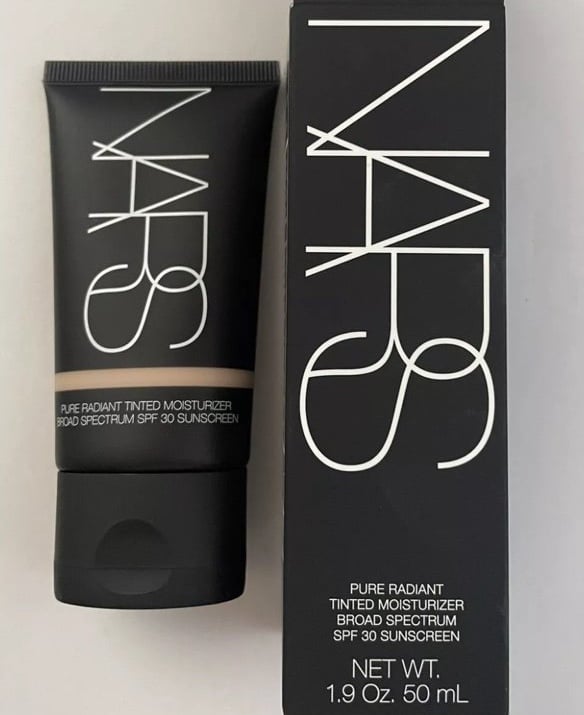 NARS
PURE RADIANT TINTED MOISTURIZER
BROAD SPECTRUM SPF 30 SUNSCREEN
NARS
PURE RADIANT
TINTED MOISTURIZER
BROAD SPECTRUM
SPF 30 SUNSCREEN
NET WT.
1.9 Oz. 50 mL